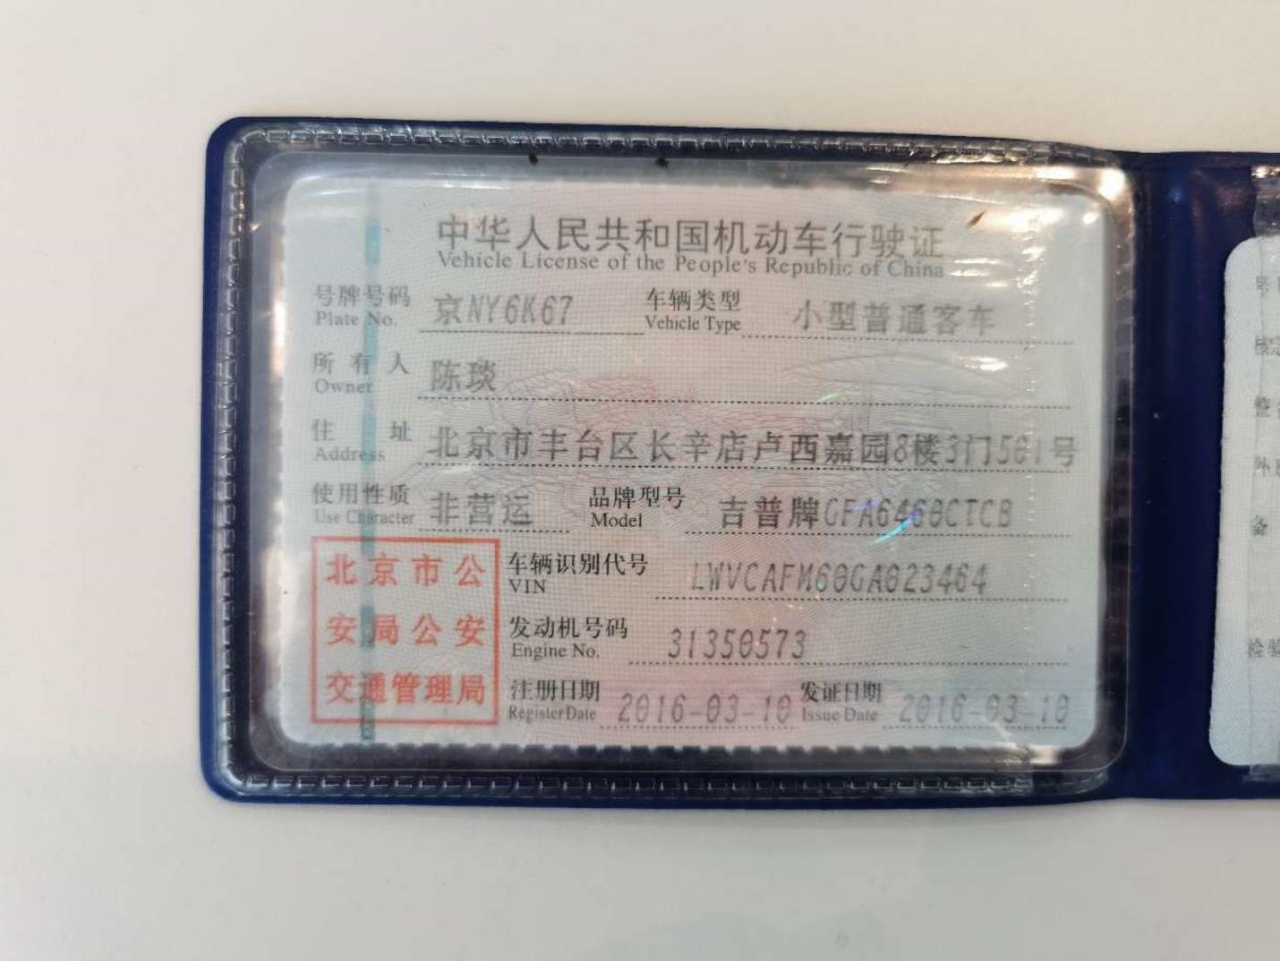 中华人民共和国机动车行驶证
Vehicle License of the People's Republic of China
号牌号码 京NY6K67 车辆类型 小型普通客车
Plate No. Vehicle Type
所有人 陈琰
Owner
住址 北京市丰台区长辛店卢西嘉园8楼3门501号
Address
使用性质 非营运 品牌型号 吉普牌GFA6460CTCB
Use Character Model
北京市公
安局公安
交通管理局
车辆识别代号 LWVCAFM60GA023464
VIN
发动机号码 31350573
Engine No.
注册日期 2016-03-10 发证日期 2016-03-10
Register Date Issue Date
备
检验